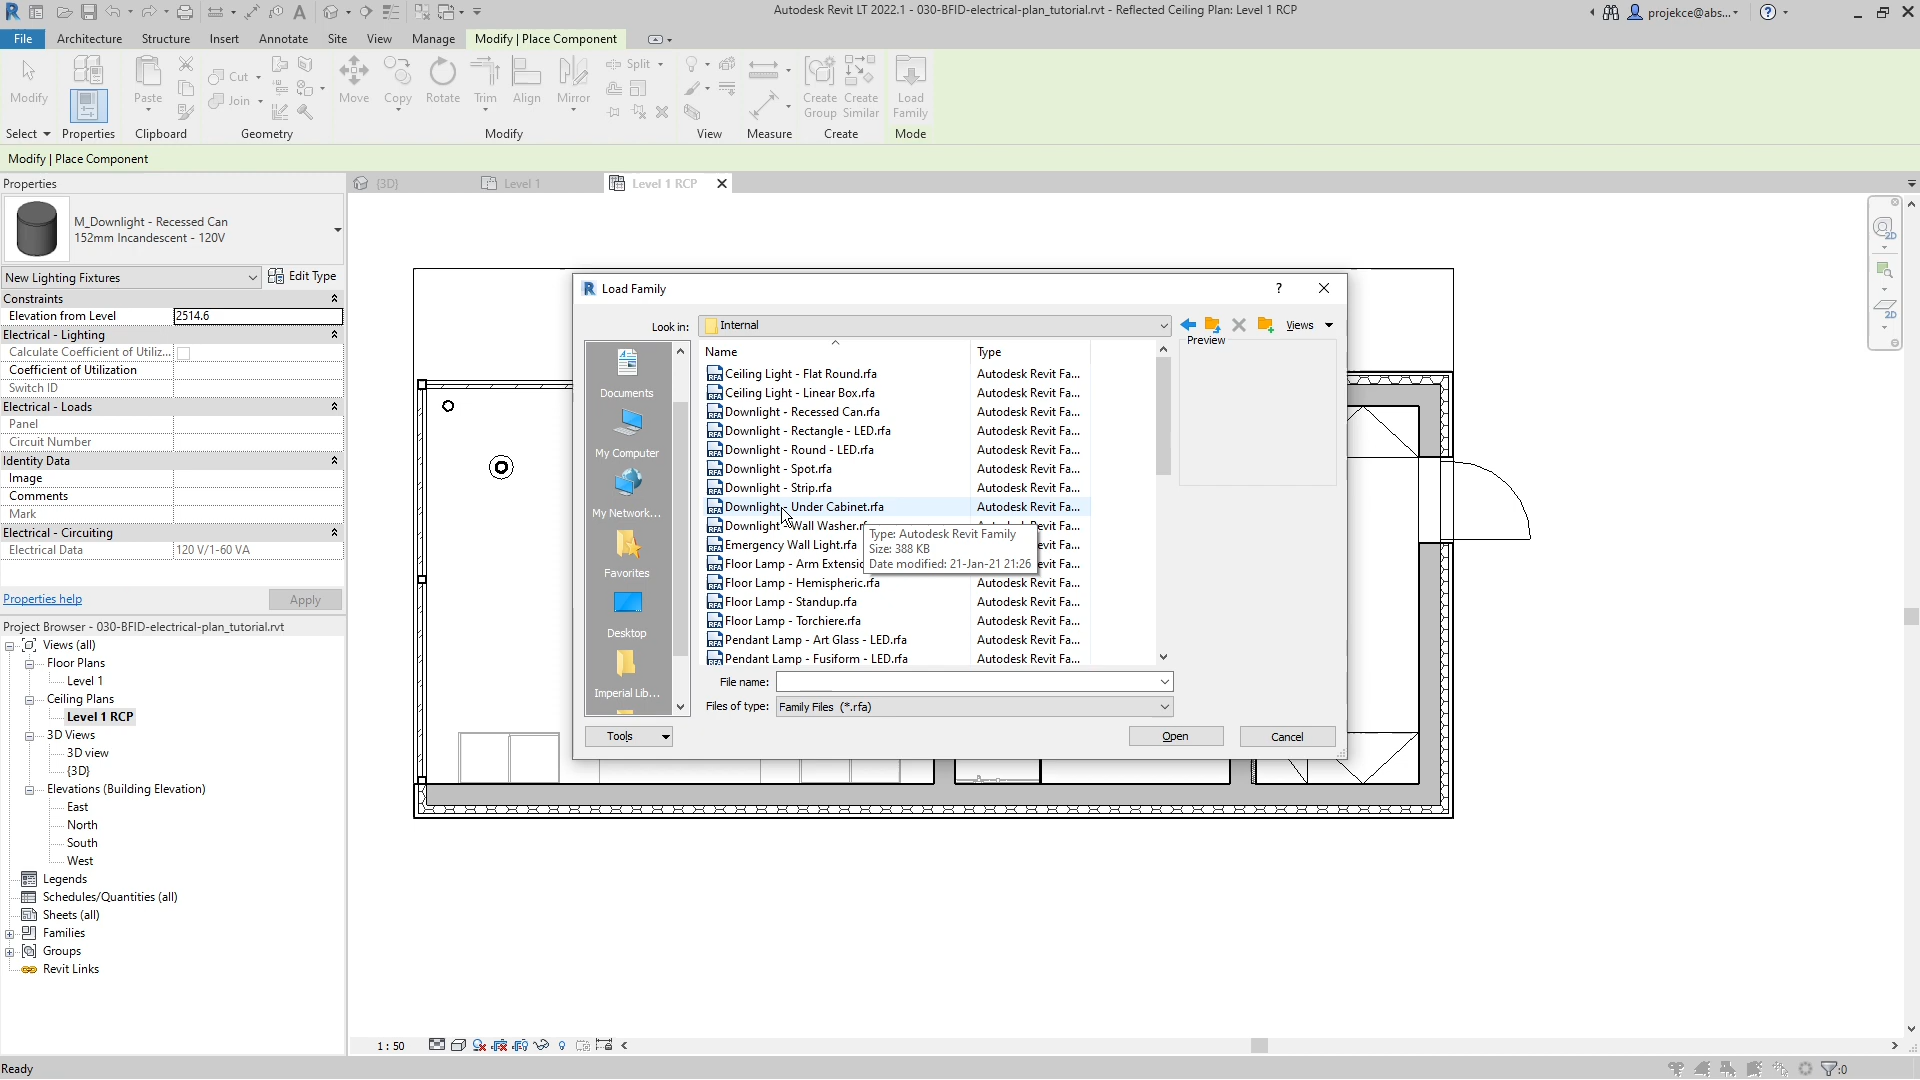 Autodesk Revit LT 2022.1 - 030-BFID-electrical-plan_tutorial.rvt - Reflected Ceiling Plan: Level 1 RCP
projekce@abs...
File Architecture Structure Insert Annotate Site View Manage Modify | Place Component
Modify Paste Cut Join Move Copy Rotate Trim Align Mirror Split Create Group Create Similar Load Family
Select Properties Clipboard Geometry Modify View Measure Create Mode
Modify | Place Component
Properties
{3D} Level 1 Level 1 RCP
M_Downlight - Recessed Can
152mm Incandescent - 120V
New Lighting Fixtures Edit Type
Constraints
Elevation from Level 2514.6
Electrical - Lighting
Calculate Coefficient of Utiliz...
Coefficient of Utilization
Switch ID
Electrical - Loads
Panel
Circuit Number
Identity Data
Image
Comments
Mark
Electrical - Circuiting
Electrical Data 120 V/1-60 VA
Properties help Apply
Project Browser - 030-BFID-electrical-plan_tutorial.rvt
Views (all)
Floor Plans
Level 1
Ceiling Plans
Level 1 RCP
3D Views
3D view
{3D}
Elevations (Building Elevation)
East
North
South
West
Legends
Schedules/Quantities (all)
Sheets (all)
Families
Groups
Revit Links
Load Family
Look in: Internal Views
Preview
Documents
My Computer
My Network...
Favorites
Desktop
Imperial Lib...
Name Type
Ceiling Light - Flat Round.rfa Autodesk Revit Fa...
Ceiling Light - Linear Box.rfa Autodesk Revit Fa...
Downlight - Recessed Can.rfa Autodesk Revit Fa...
Downlight - Rectangle - LED.rfa Autodesk Revit Fa...
Downlight - Round - LED.rfa Autodesk Revit Fa...
Downlight - Spot.rfa Autodesk Revit Fa...
Downlight - Strip.rfa Autodesk Revit Fa...
Downlight - Under Cabinet.rfa Autodesk Revit Fa...
Downlight - Wall Washer.rfa
Emergency Wall Light.rfa
Floor Lamp - Arm Extensio
Floor Lamp - Hemispheric.rfa Autodesk Revit Fa...
Floor Lamp - Standup.rfa Autodesk Revit Fa...
Floor Lamp - Torchiere.rfa Autodesk Revit Fa...
Pendant Lamp - Art Glass - LED.rfa Autodesk Revit Fa...
Pendant Lamp - Fusiform - LED.rfa Autodesk Revit Fa...
Type: Autodesk Revit Family
Size: 388 KB
Date modified: 21-Jan-21 21:26
File name:
Files of type: Family Files (*.rfa)
Tools Open Cancel
1 : 50
Ready
:0